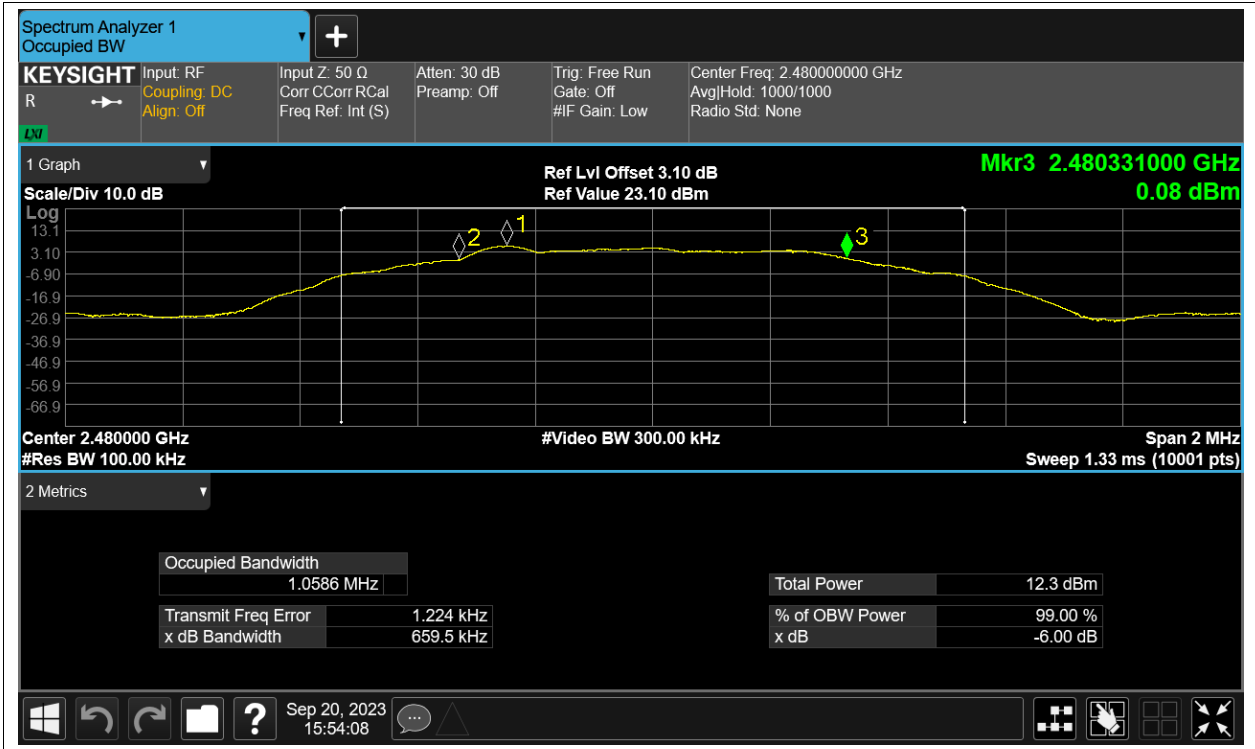 Spectrum Analyzer 1
Occupied BW
KEYSIGHT
R
LXI
Input: RF
Coupling: DC
Align: Off
Input Z: 50 Ω
Corr CCorr RCal
Freq Ref: Int (S)
Atten: 30 dB
Preamp: Off
Trig: Free Run
Gate: Off
#IF Gain: Low
Center Freq: 2.480000000 GHz
Avg|Hold: 1000/1000
Radio Std: None
1 Graph
Scale/Div 10.0 dB
Ref Lvl Offset 3.10 dB
Ref Value 23.10 dBm
Mkr3 2.480331000 GHz
0.08 dBm
Log
13.1
3.10
-6.90
-16.9
-26.9
-36.9
-46.9
-56.9
-66.9
2
1
3
Center 2.480000 GHz
#Res BW 100.00 kHz
#Video BW 300.00 kHz
Span 2 MHz
Sweep 1.33 ms (10001 pts)
2 Metrics
Occupied Bandwidth
1.0586 MHz
Transmit Freq Error 1.224 kHz
x dB Bandwidth 659.5 kHz
Total Power 12.3 dBm
% of OBW Power 99.00 %
x dB -6.00 dB
?
Sep 20, 2023
15:54:08